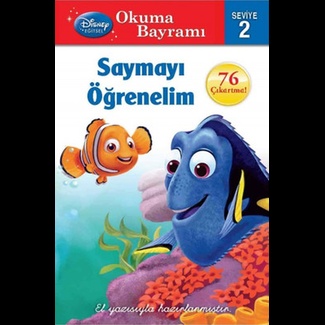 Disney
EĞİTSEL
Okuma
Bayramı
SEVİYE
2
Saymayı
Öğrenelim
76
Çıkartma!
El yazısıyla hazırlanmıştır.